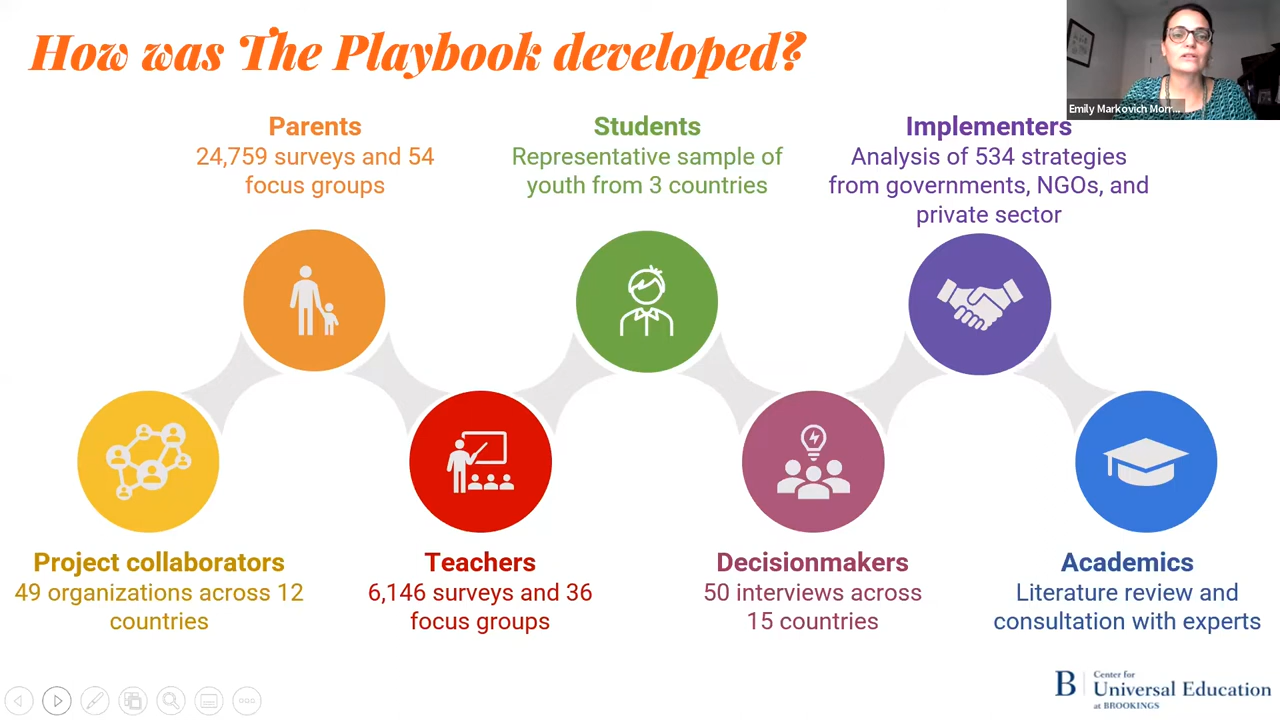 How was The Playbook developed?
Emily Markovich Morr...
Parents
24,759 surveys and 54
focus groups
Students
Representative sample of
youth from 3 countries
Implementers
Analysis of 534 strategies
from governments, NGOs, and
private sector
Project collaborators
49 organizations across 12
countries
Teachers
6,146 surveys and 36
focus groups
Decisionmakers
50 interviews across
15 countries
Academics
Literature review and
consultation with experts
B
Center for
Universal Education
at BROOKINGS